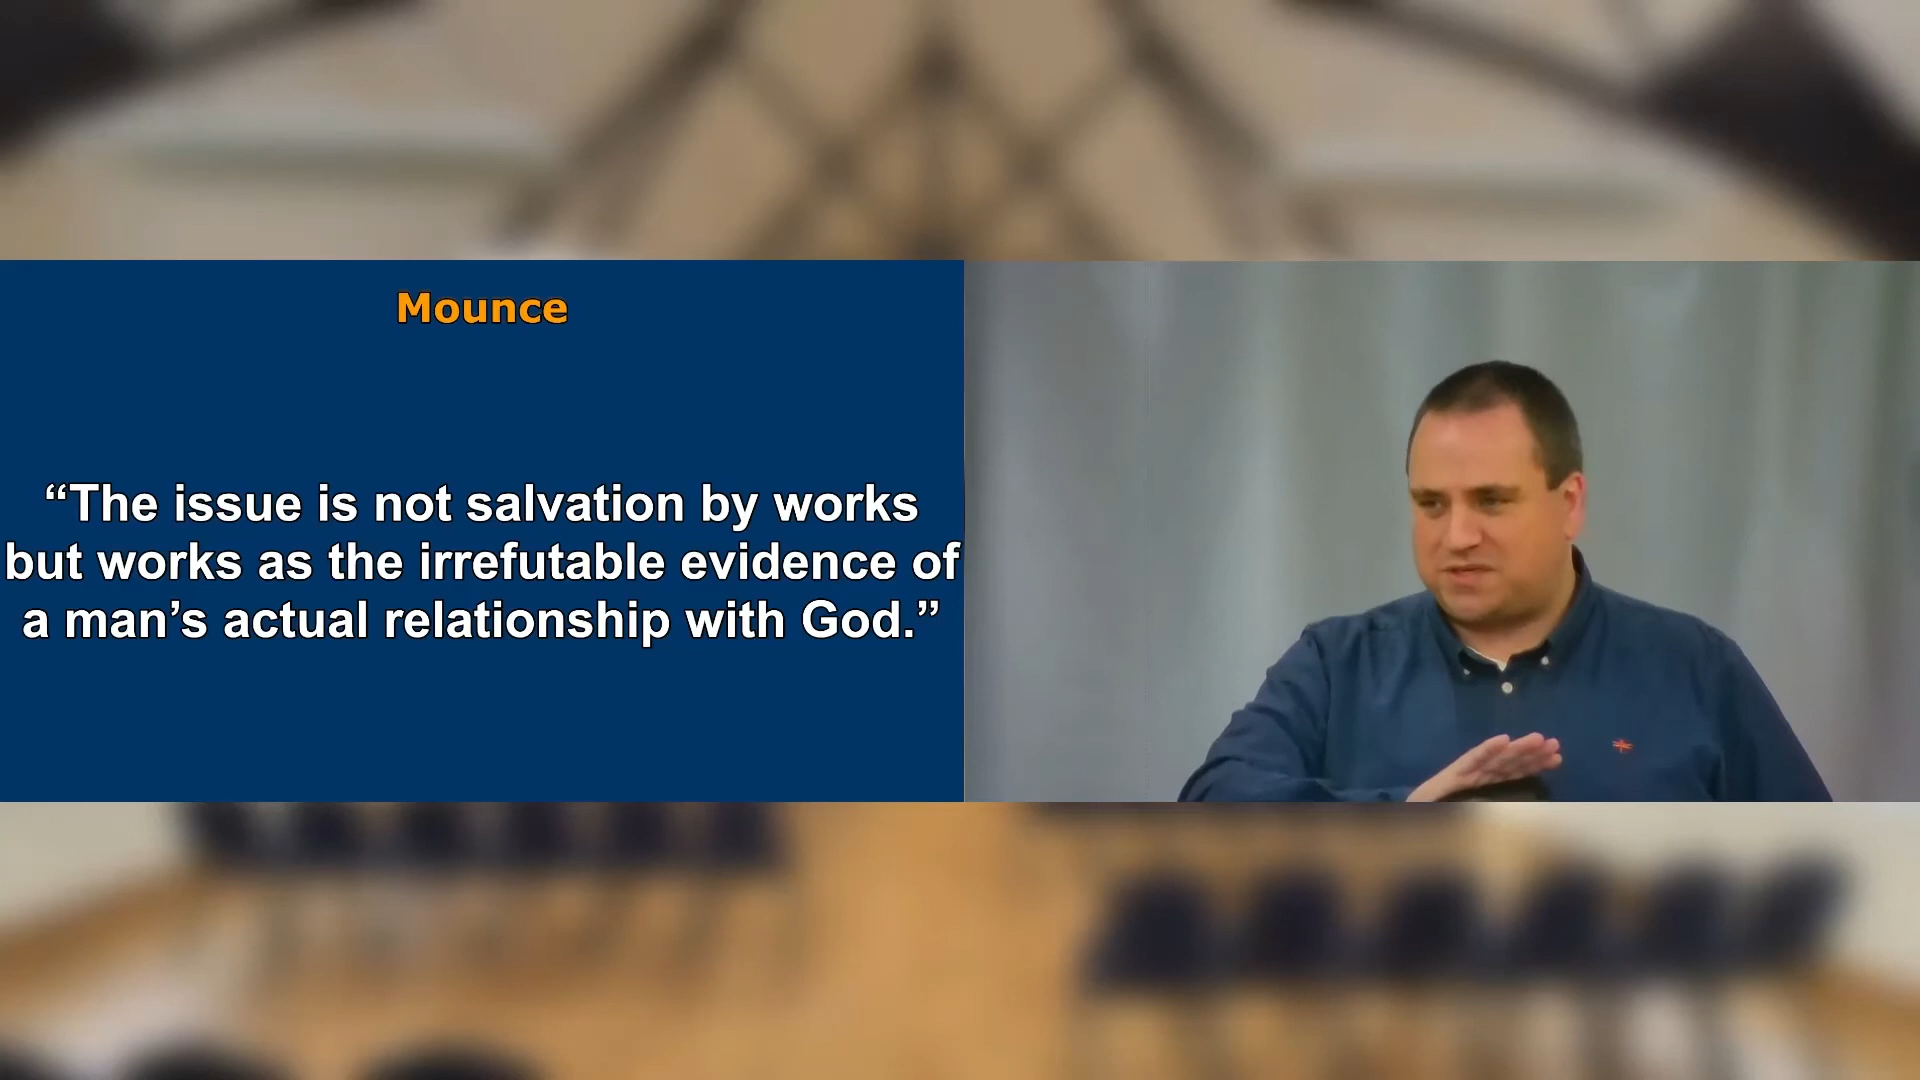 Mounce
“The issue is not salvation by works
but works as the irrefutable evidence of
a man’s actual relationship with God.”